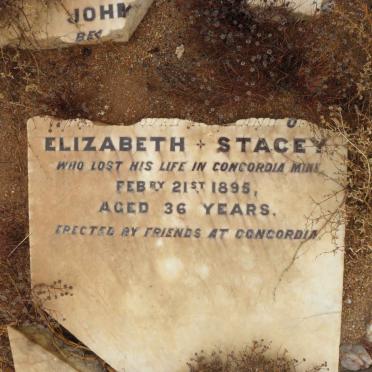 JOHN
ELIZABETH + STACEY
WHO LOST HIS LIFE IN CONCORDIA MINE
FEBRY 21ST 1895,
AGED 36 YEARS.
ERECTED BY FRIENDS AT CONCORDIA.